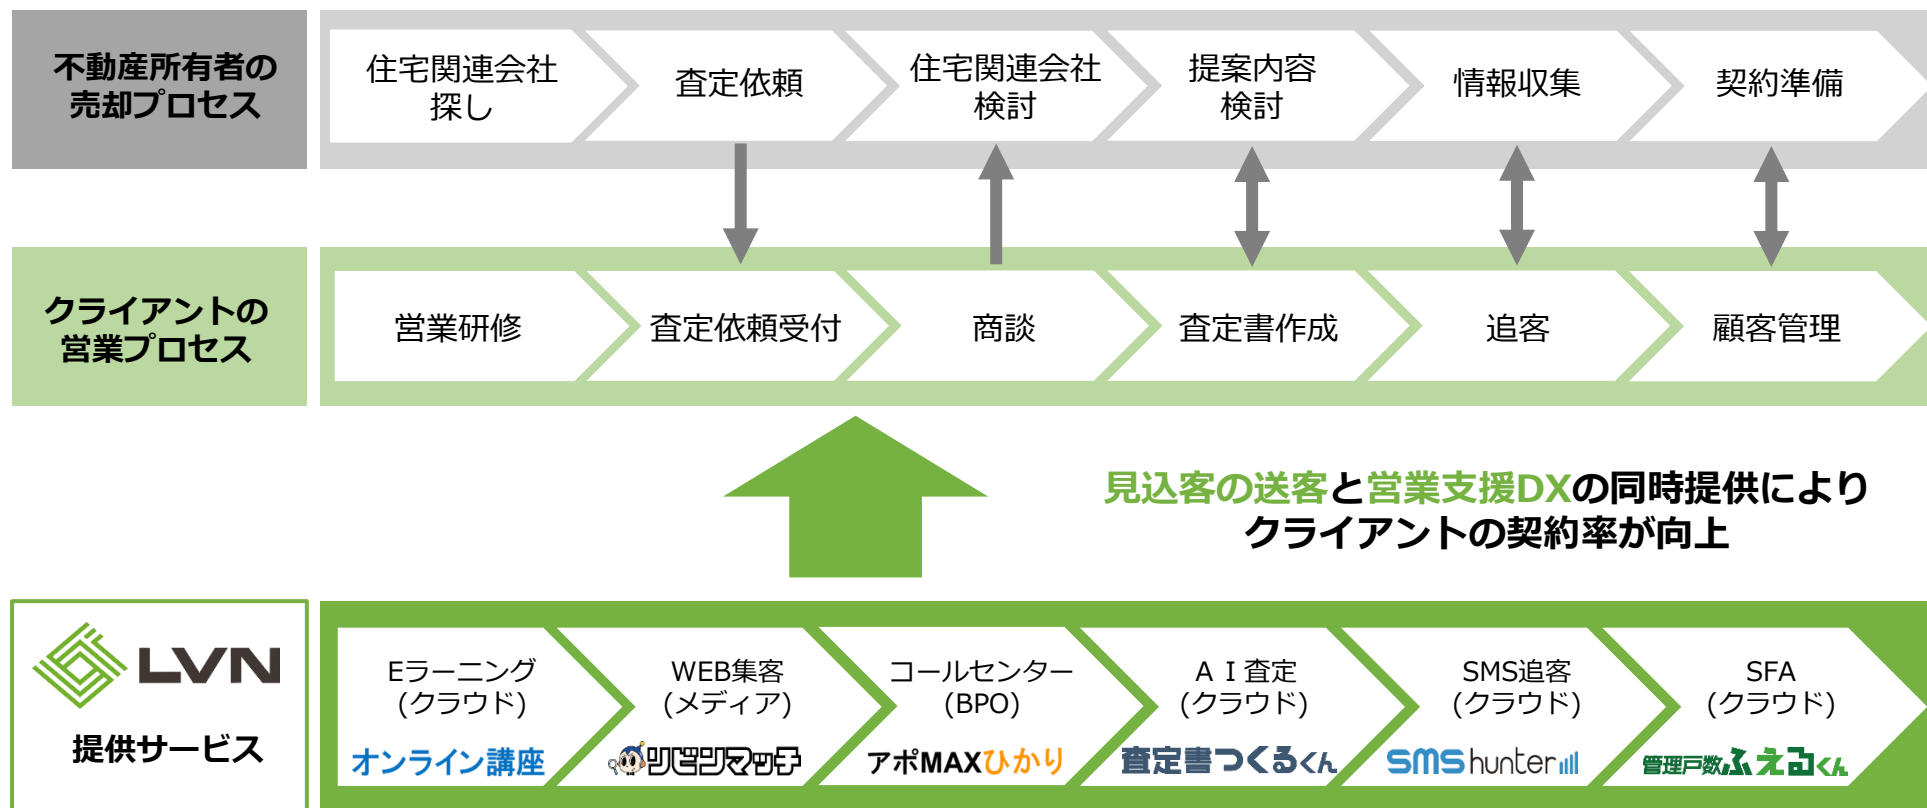 不動産所有者の
売却プロセス
住宅関連会社
探し
査定依頼
住宅関連会社
検討
提案内容
検討
情報収集
契約準備
クライアントの
営業プロセス
営業研修
査定依頼受付
商談
査定書作成
追客
顧客管理
見込客の送客と営業支援DXの同時提供により
クライアントの契約率が向上
LVN
提供サービス
Eラーニング
(クラウド)
オンライン講座
WEB集客
(メディア)
リビンマッチ
コールセンター
(BPO)
アポMAXひかり
ＡＩ査定
(クラウド)
査定書つくるくん
SMS追客
(クラウド)
SMS hunter
SFA
(クラウド)
管理戸数ふえるくん